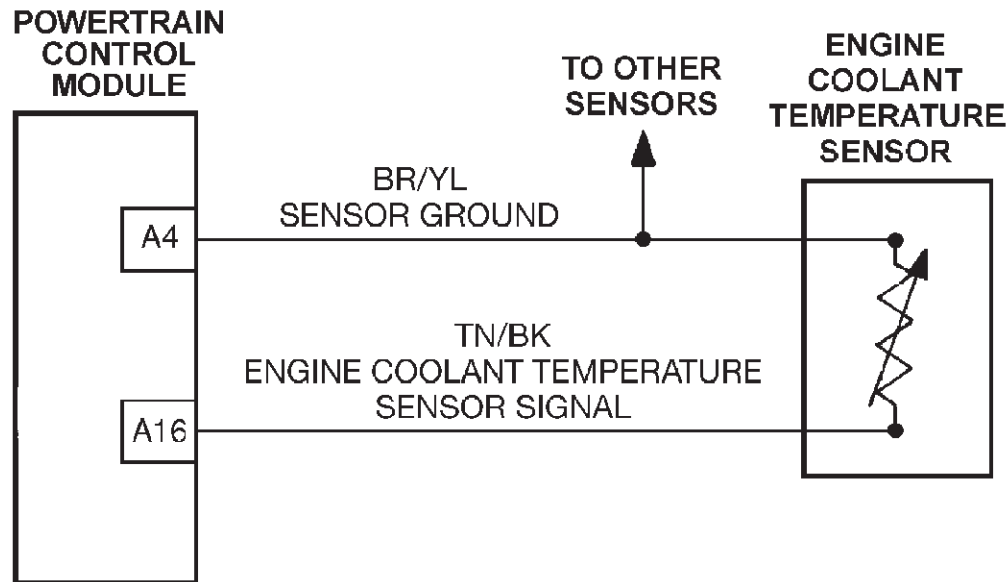 POWERTRAIN
CONTROL
MODULE
TO OTHER
SENSORS
ENGINE
COOLANT
TEMPERATURE
SENSOR
BR/YL
SENSOR GROUND
A4
TN/BK
ENGINE COOLANT TEMPERATURE
SENSOR SIGNAL
A16